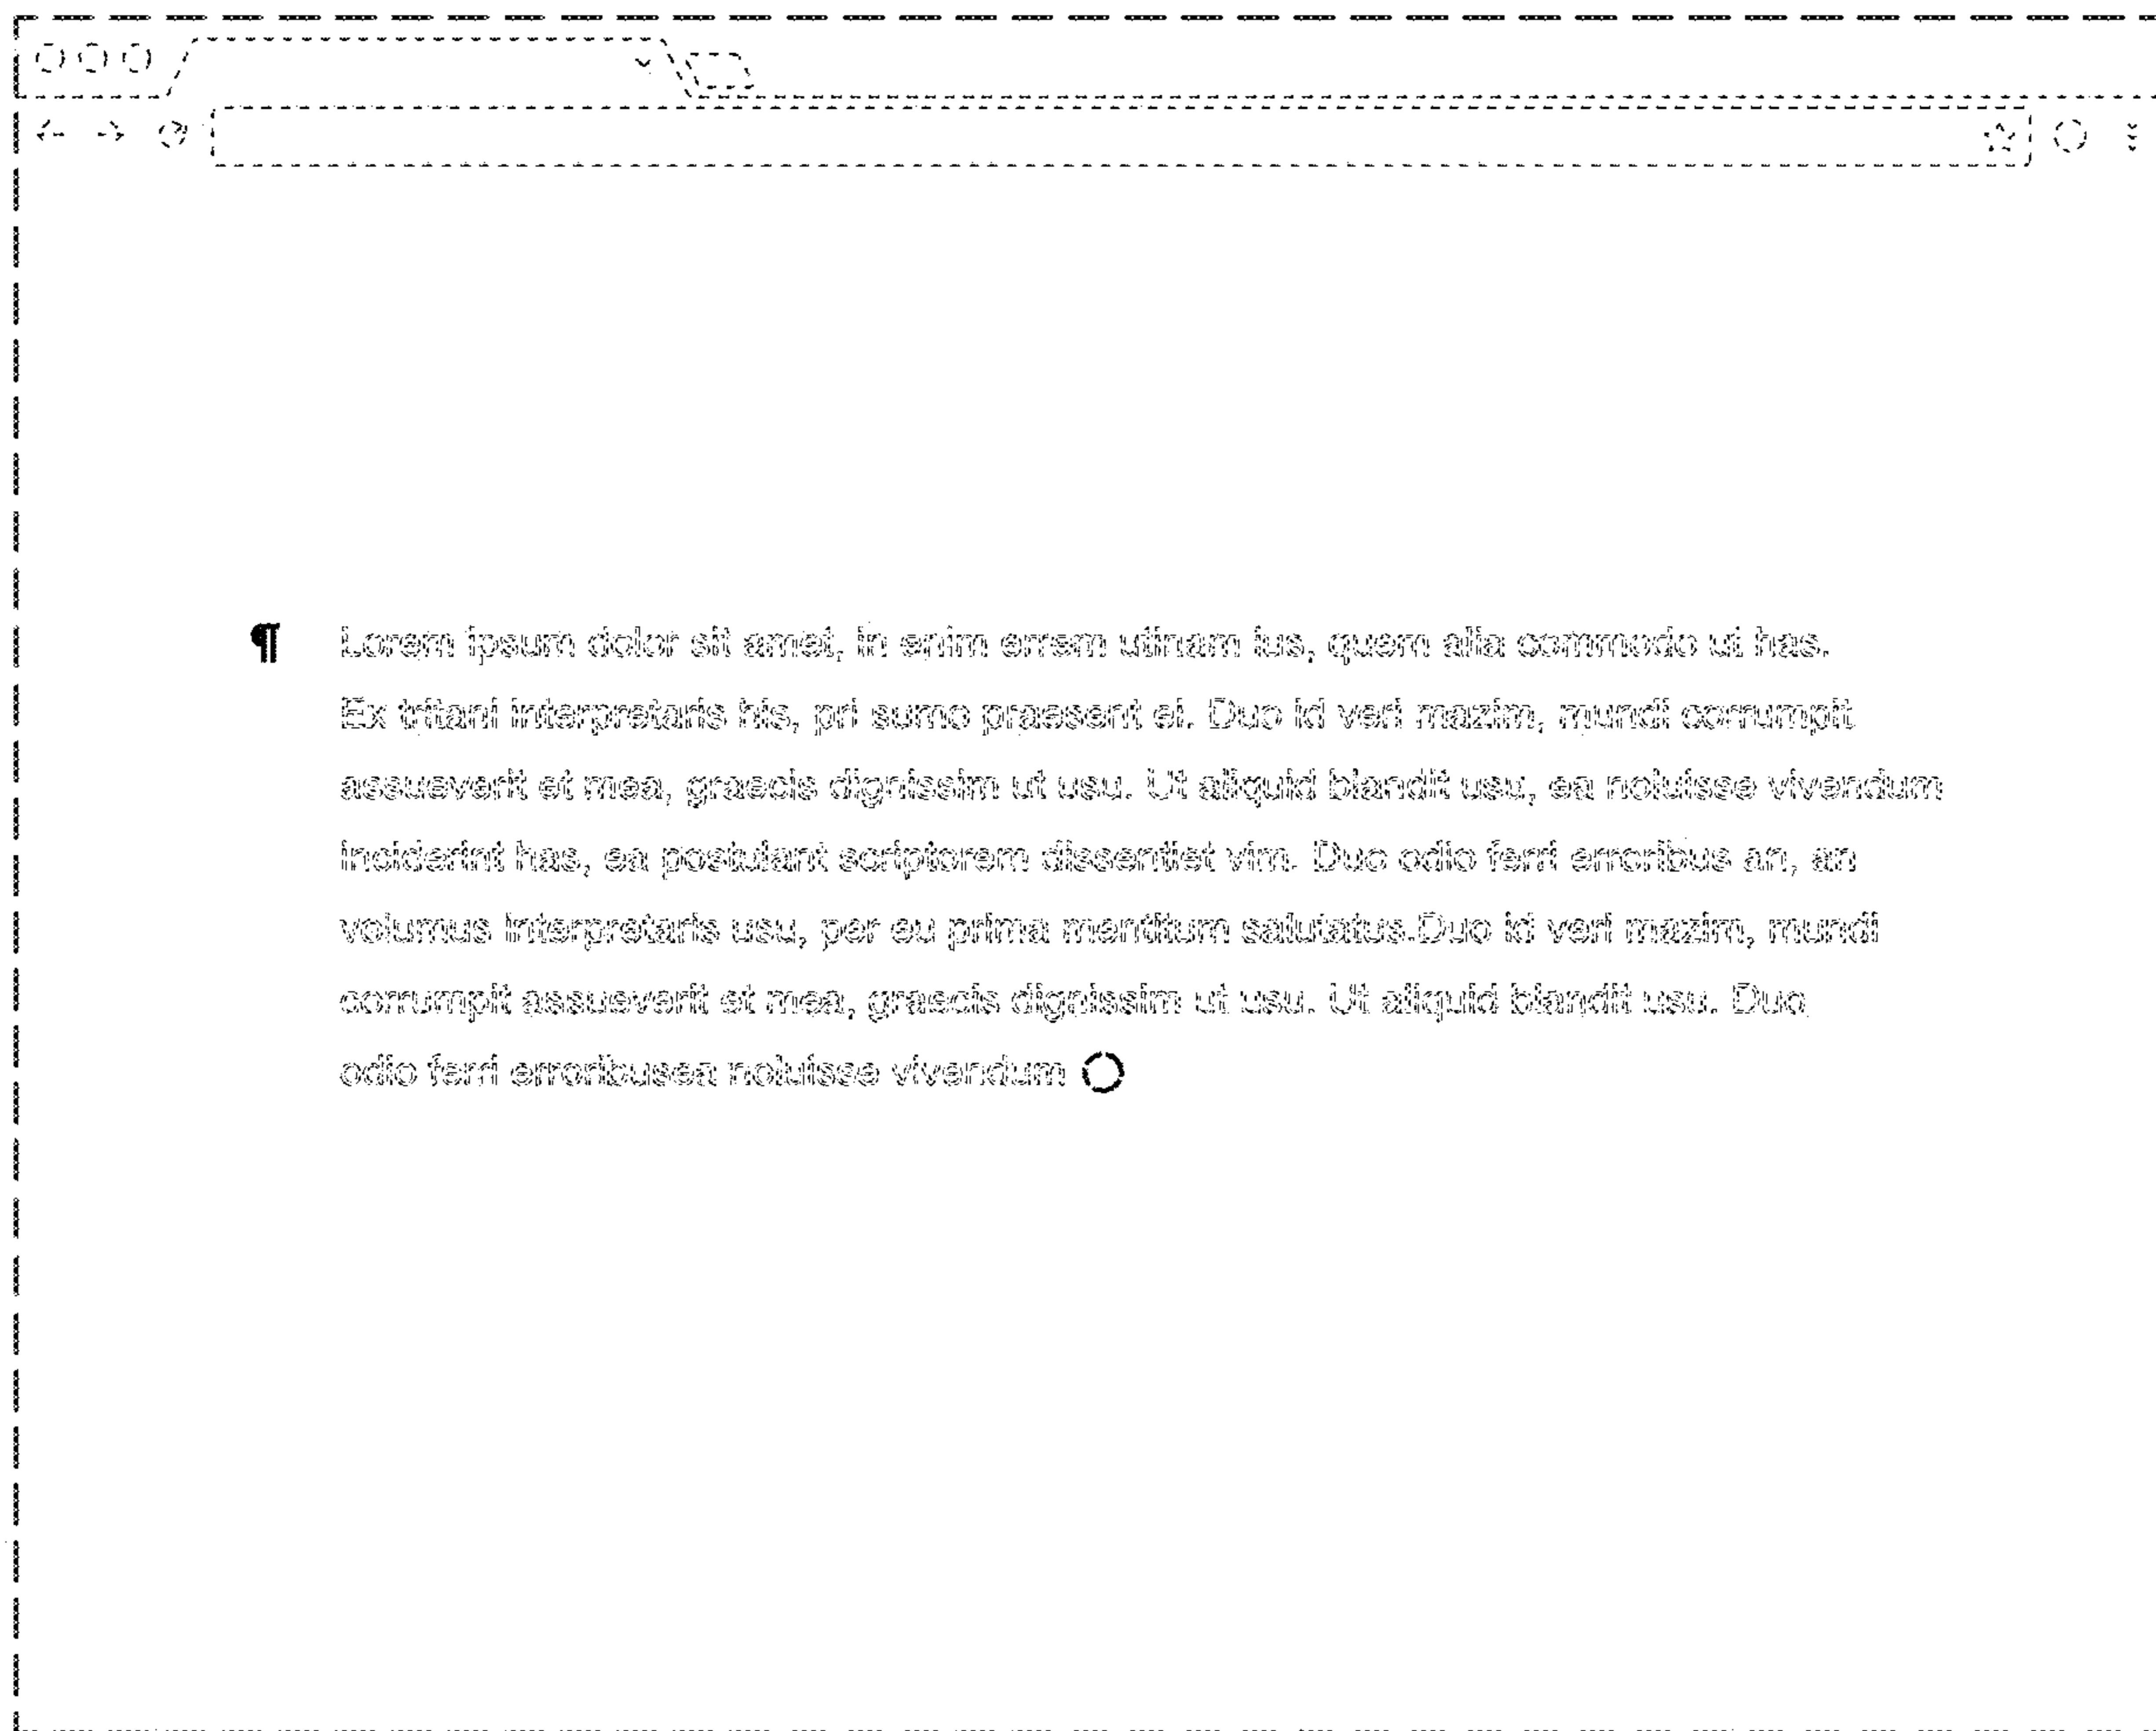 ¶ Lorem ipsum dolor sit amet, in enim errem utinam ius, quem alia commodo ut has.
Ex tritani interpretaris his, pri sumo praesent ei. Duo id veri mazim, mundi corrumpit
assueverit et mea, graecis dignissim ut usu. Ut aliquid blandit usu, ea noluisse vivendum
inciderint has, ea postulant scriptorem dissentiet vim. Duo odio ferri erroribus an, an
volumus interpretaris usu, per eu prima mentitum salutatus.Duo id veri mazim, mundi
corrumpit assueverit et mea, graecis dignissim ut usu. Ut aliquid blandit usu. Duo
odio ferri erroribusea noluisse vivendum